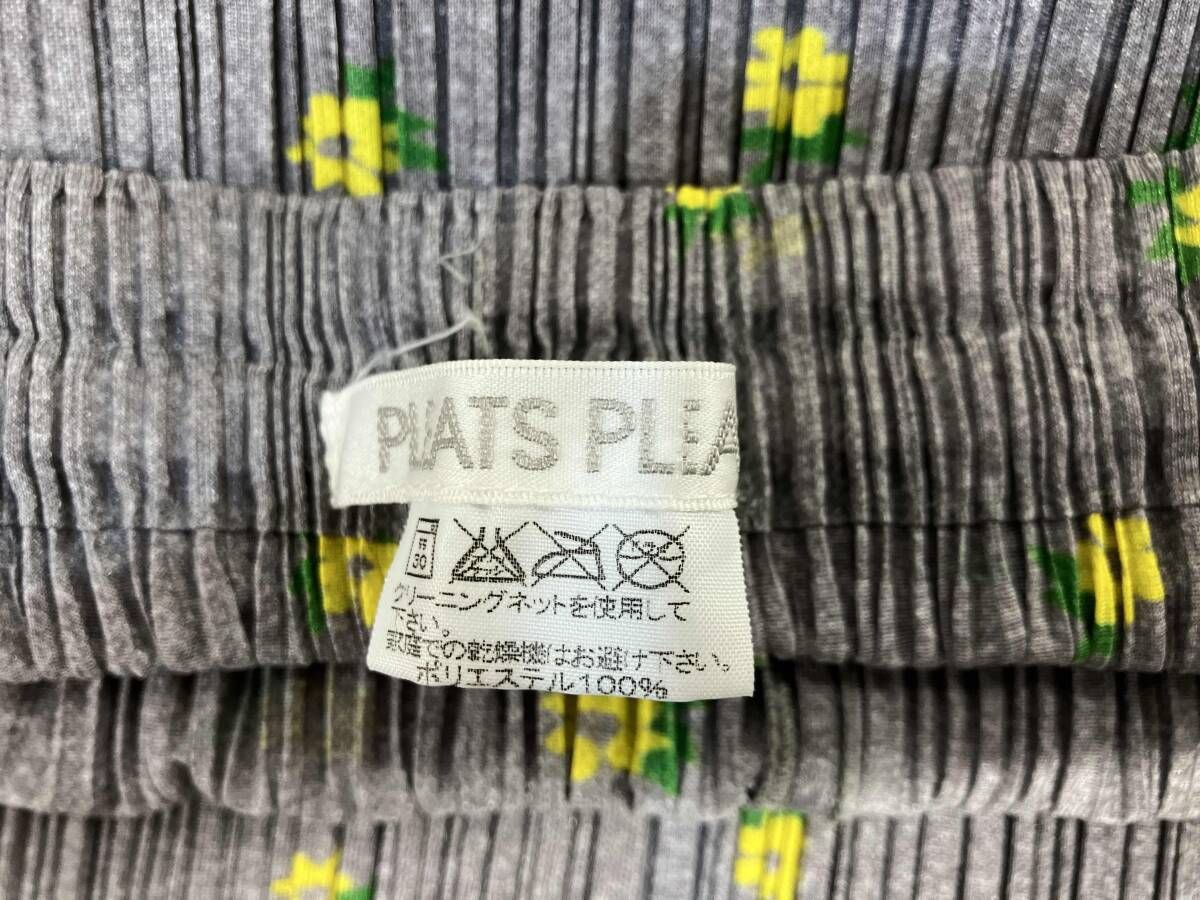 PLEATS PLEA
弱
30
クリーニングネットを使用して
下さい。
家庭での乾燥機はお避け下さい。
ポリエステル100%